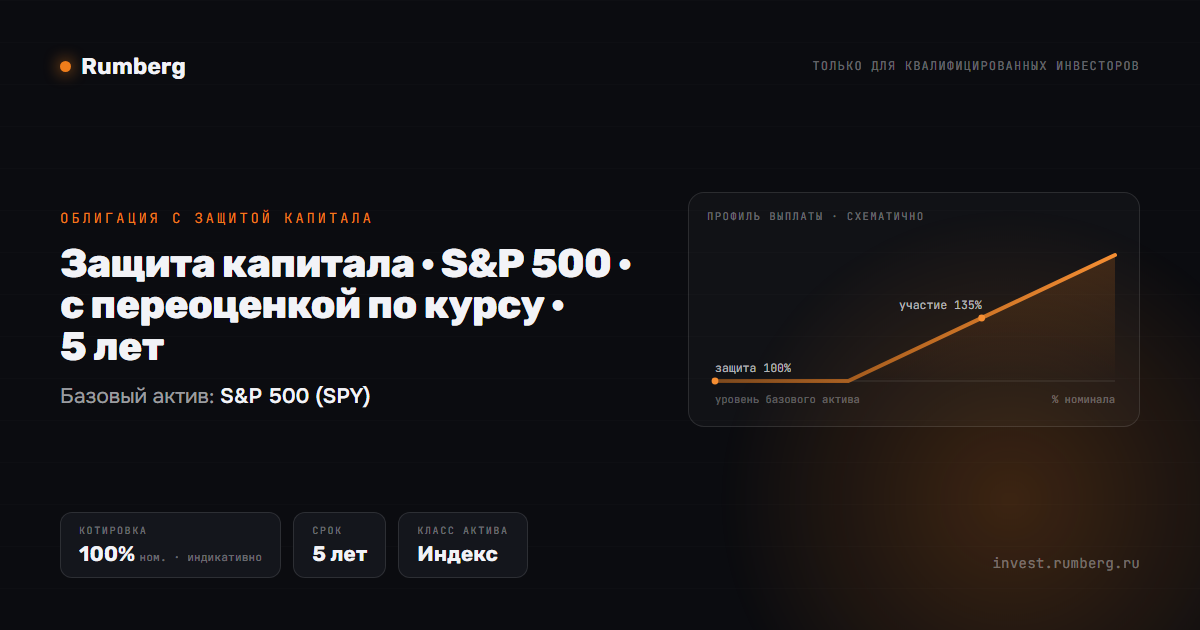 Rumberg
ТОЛЬКО ДЛЯ КВАЛИФИЦИРОВАННЫХ ИНВЕСТОРОВ
ОБЛИГАЦИЯ С ЗАЩИТОЙ КАПИТАЛА
Защита капитала • S&P 500 •
с переоценкой по курсу •
5 лет
Базовый актив: S&P 500 (SPY)
ПРОФИЛЬ ВЫПЛАТЫ · СХЕМАТИЧНО
участие 135%
защита 100%
уровень базового актива
% номинала
КОТИРОВКА
100% ном. · индикативно
СРОК
5 лет
КЛАСС АКТИВА
Индекс
invest.rumberg.ru